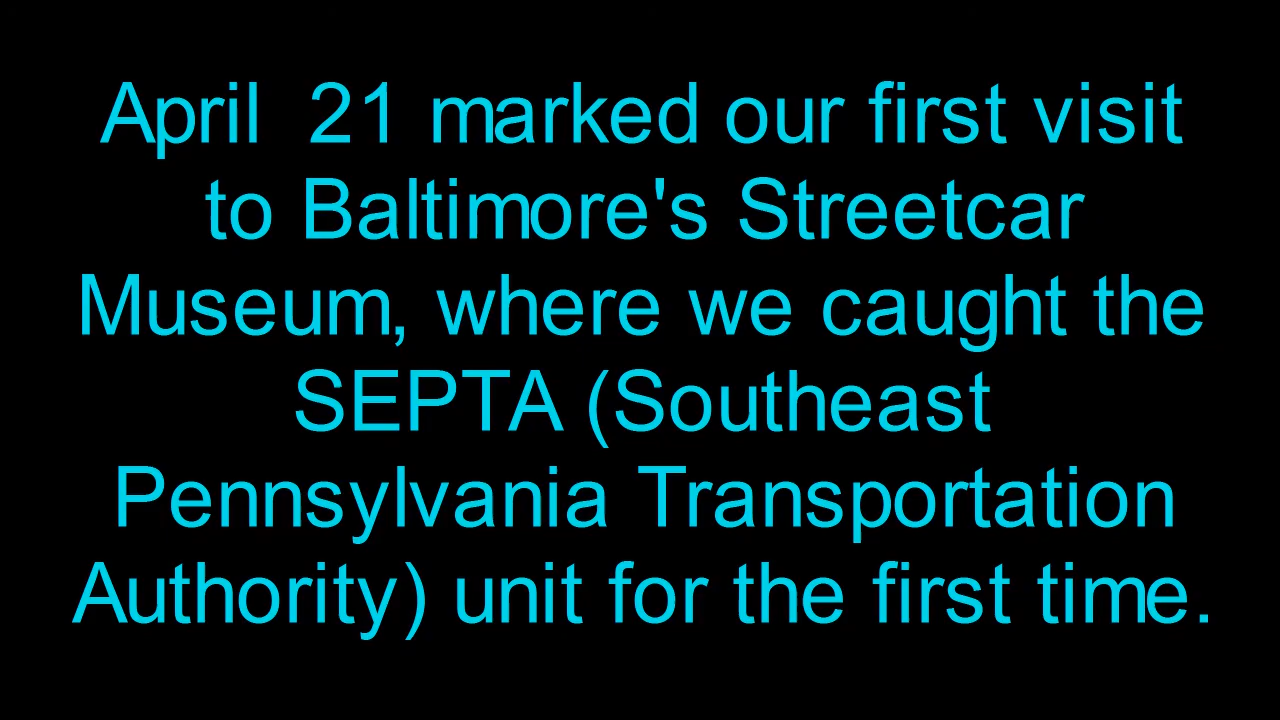 April  21 marked our first visit
to Baltimore's Streetcar
Museum, where we caught the
SEPTA (Southeast
Pennsylvania Transportation
Authority) unit for the first time.